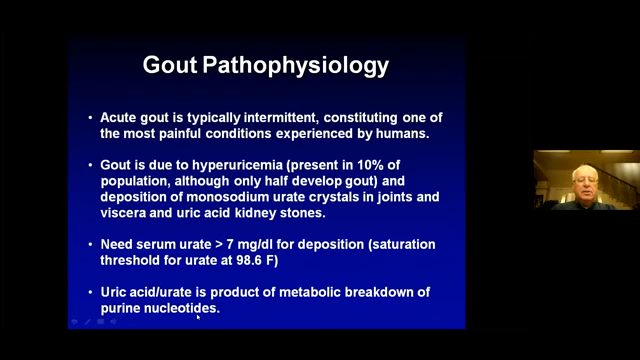 Gout Pathophysiology
• Acute gout is typically intermittent, constituting one of
the most painful conditions experienced by humans.
• Gout is due to hyperuricemia (present in 10% of
population, although only half develop gout) and
deposition of monosodium urate crystals in joints and
viscera and uric acid kidney stones.
• Need serum urate > 7 mg/dl for deposition (saturation
threshold for urate at 98.6 F)
• Uric acid/urate is product of metabolic breakdown of
purine nucleotides.